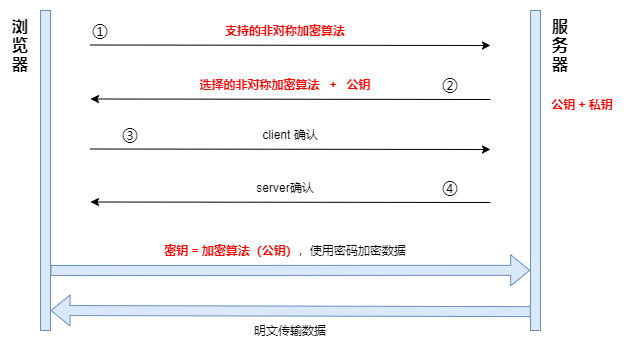 浏览器
服务器
① 支持的非对称加密算法
选择的非对称加密算法 + 公钥 ②
公钥 + 私钥
③ client 确认
server确认 ④
密钥 = 加密算法（公钥）, 使用密码加密数据
明文传输数据